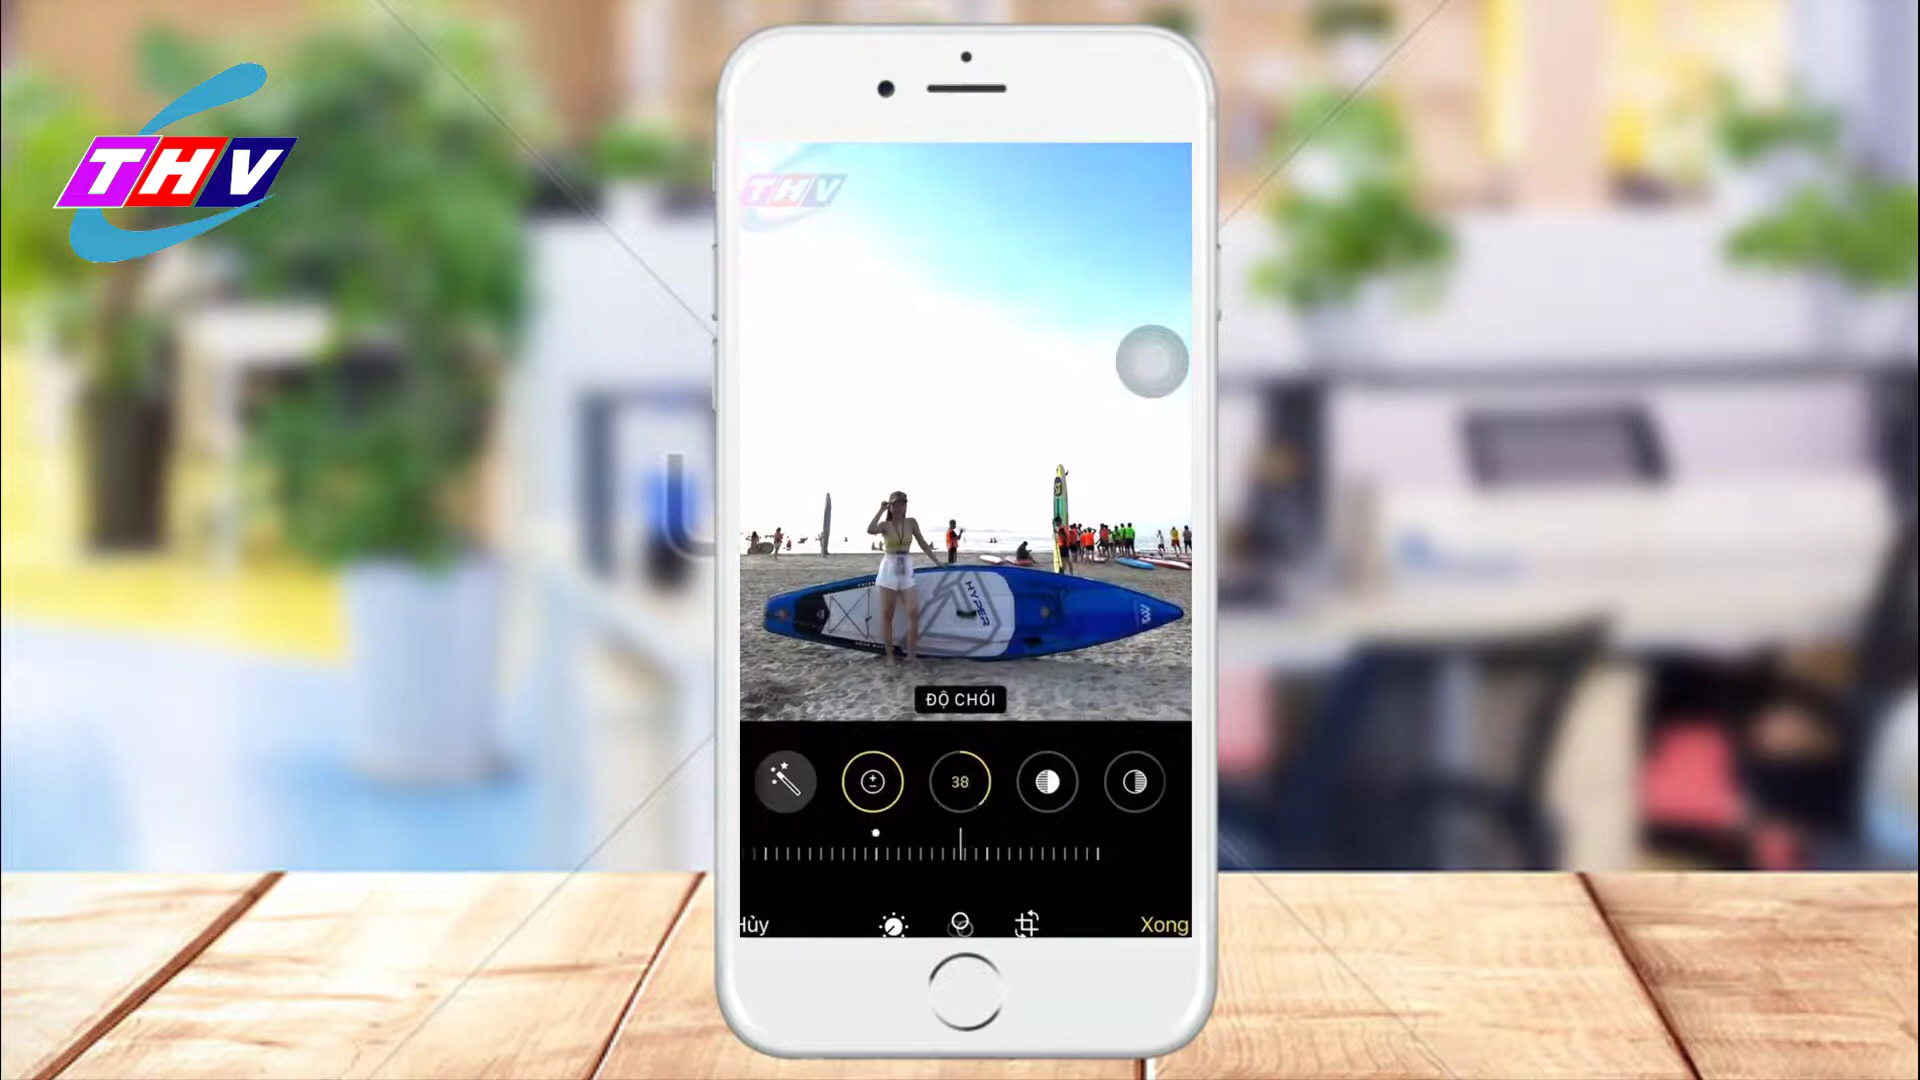 THV
THV
U
HYPER
ĐỘ CHÓI
38
Hủy
Xong